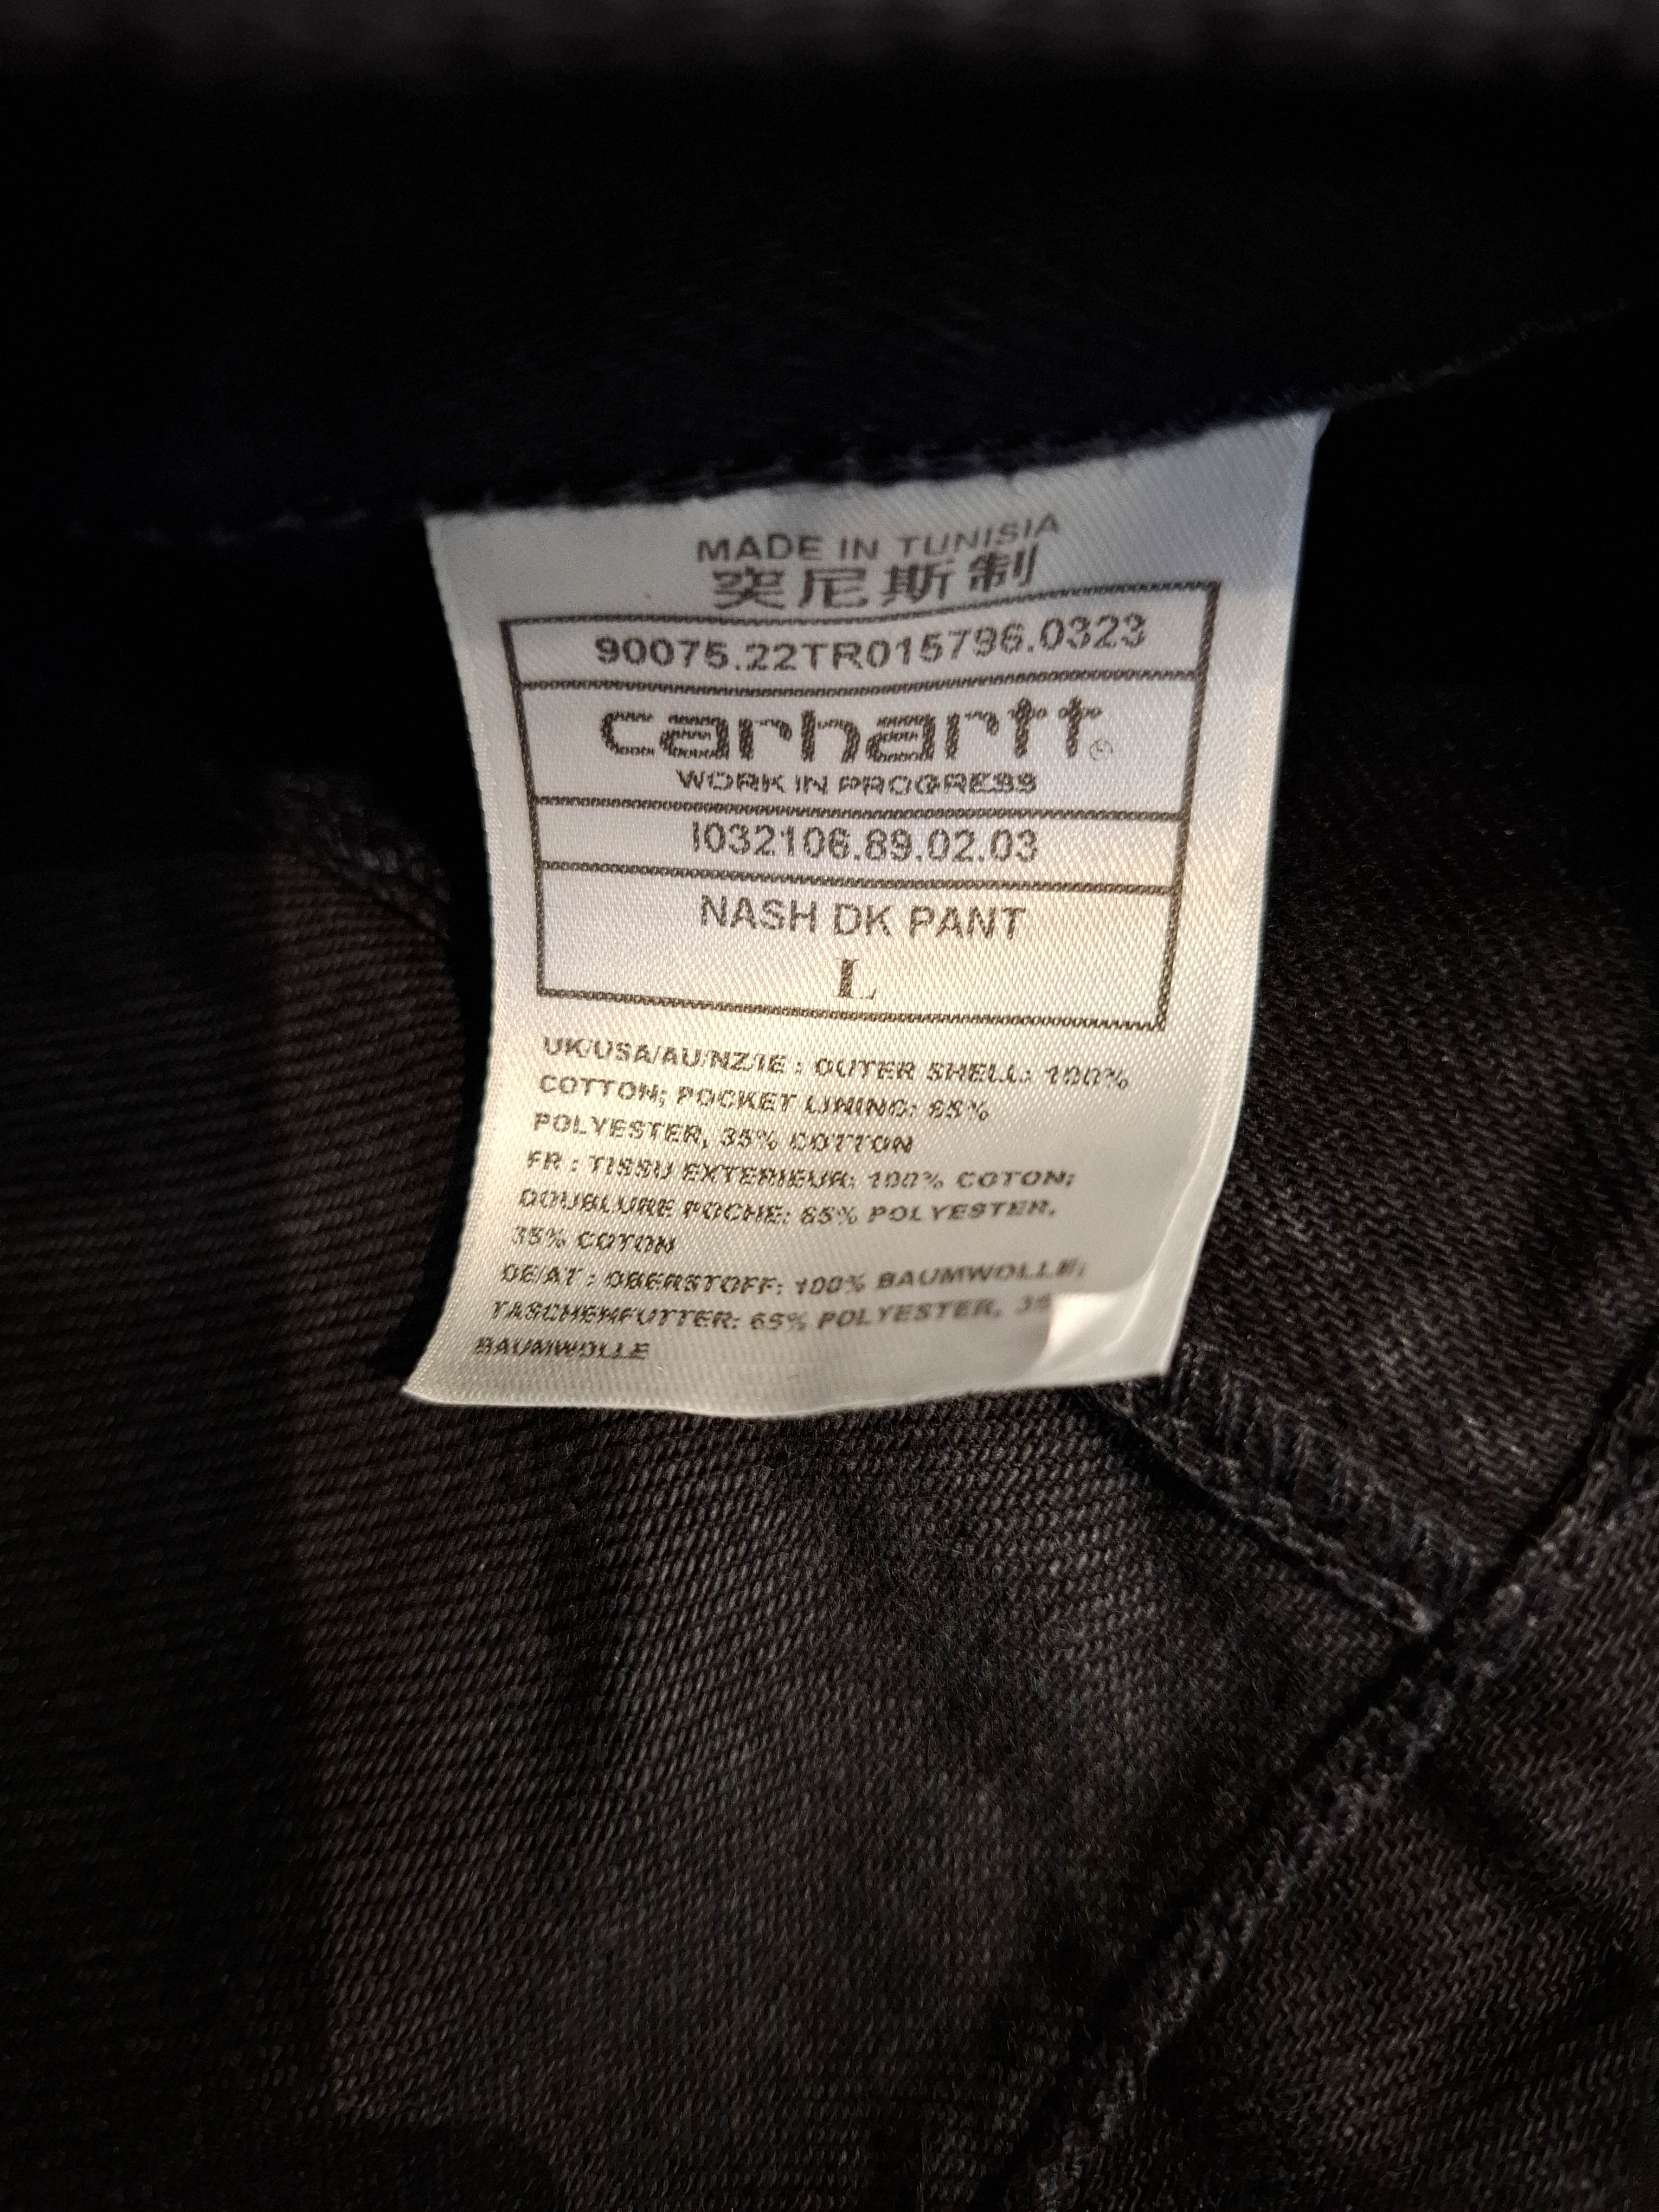 MADE IN TUNISIA
突尼斯制
90075.22TR015796.0323
carhartt®
WORK IN PROGRESS
I032106.89.02.03
NASH DK PANT
L
UK/USA/AU/NZ/IE : OUTER SHELL: 100%
COTTON; POCKET LINING: 65%
POLYESTER, 35% COTTON
FR : TISSU EXTERIEUR: 100% COTON;
DOUBLURE POCHE: 65% POLYESTER,
35% COTON
DE/AT : OBERSTOFF: 100% BAUMWOLLE;
TASCHENFUTTER: 65% POLYESTER, 35
BAUMWOLLE